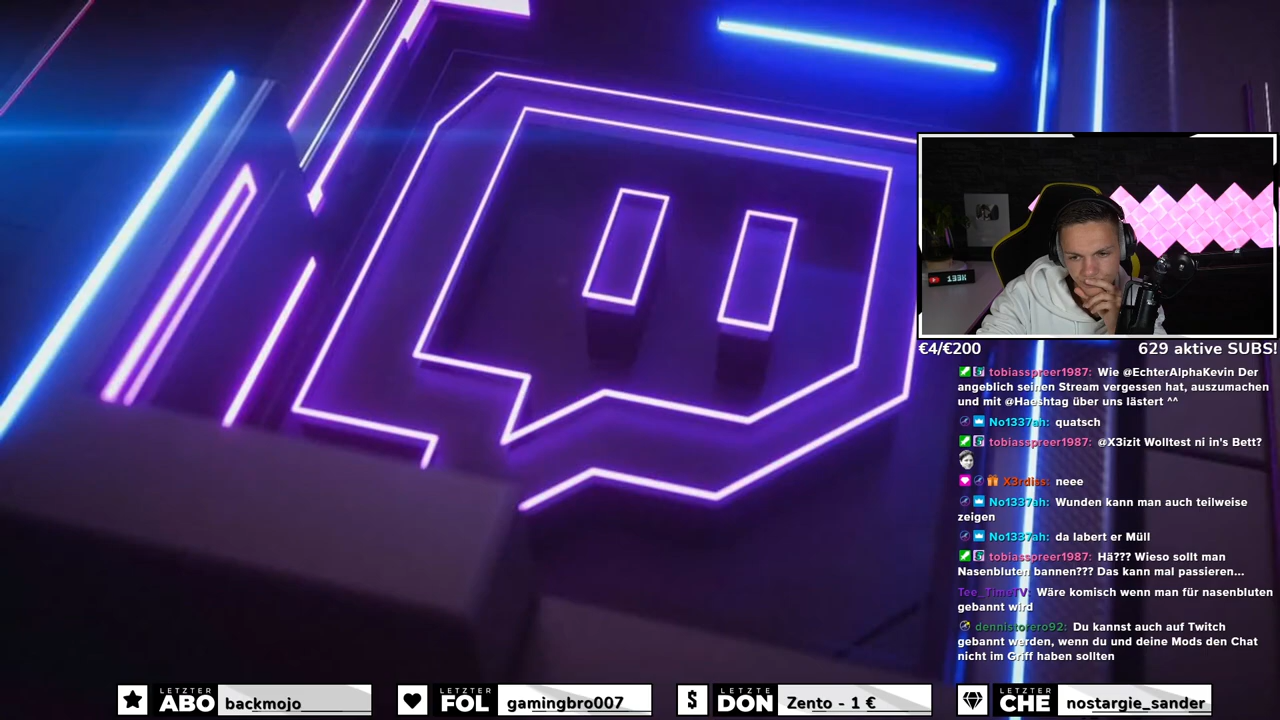 133K
€4/€200
629 aktive SUBS!
tobiasspreer1987: Wie @EchterAlphaKevin Der
angeblich seinen Stream vergessen hat, auszumachen
und mit @Haeshtag über uns lästert ^^
No1337ah: quatsch
tobiasspreer1987: @X3izit Wolltest ni in's Bett?
X3rdiss: neee
No1337ah: Wunden kann man auch teilweise
zeigen
No1337ah: da labert er Müll
tobiasspreer1987: Hä??? Wieso sollt man
Nasenbluten bannen??? Das kann mal passieren...
Tee_TimeTV: Wäre komisch wenn man für nasenbluten
gebannt wird
dennistorero92: Du kannst auch auf Twitch
gebannt werden, wenn du und deine Mods den Chat
nicht im Griff haben sollten
LETZTER
ABO
backmojo_
LETZTER
FOL
gamingbro007
$
LETZTE
DON
Zento - 1 €
LETZTER
CHE
nostargie_sander